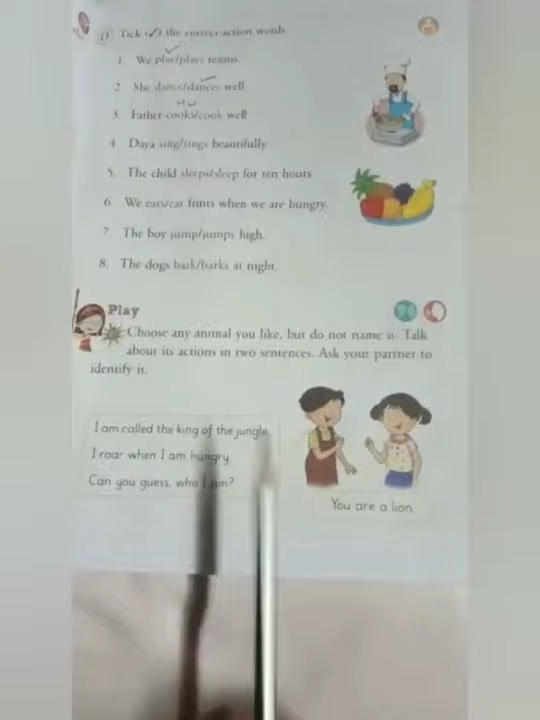 D Tick (✓) the correct action words
1. We play/plays tennis.
2. She dance/dances well.
H.W
3. Father cooks/cook well
4. Daya sing/sings beautifully
5. The child sleeps/sleep for ten hours
6. We eats/eat fruits when we are hungry.
7. The boy jump/jumps high.
8. The dogs bark/barks at night.
Play
Choose any animal you like, but do not name it. Talk
about its actions in two sentences. Ask your partner to
identify it.
I am called the king of the jungle.
I roar when I am hungry.
Can you guess, who I am?
You are a lion.